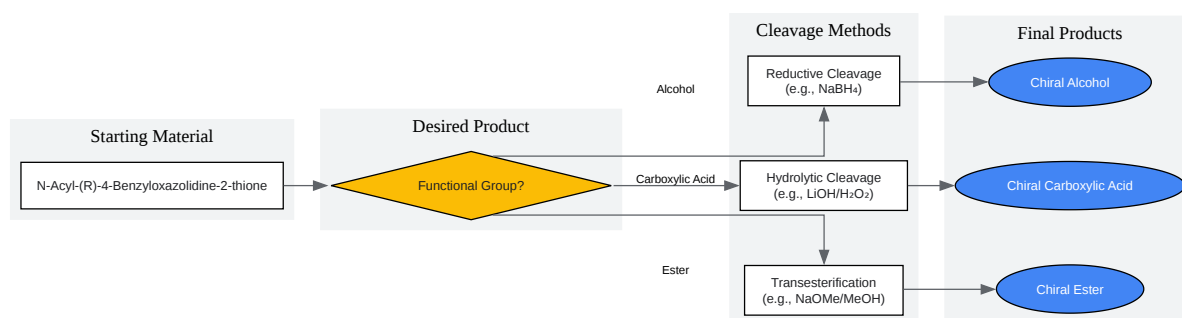 Starting Material
N-Acyl-(R)-4-Benzyloxazolidine-2-thione
Desired Product
Functional Group?
Alcohol
Carboxylic Acid
Ester
Cleavage Methods
Reductive Cleavage
(e.g., NaBH₄)
Hydrolytic Cleavage
(e.g., LiOH/H₂O₂)
Transesterification
(e.g., NaOMe/MeOH)
Final Products
Chiral Alcohol
Chiral Carboxylic Acid
Chiral Ester